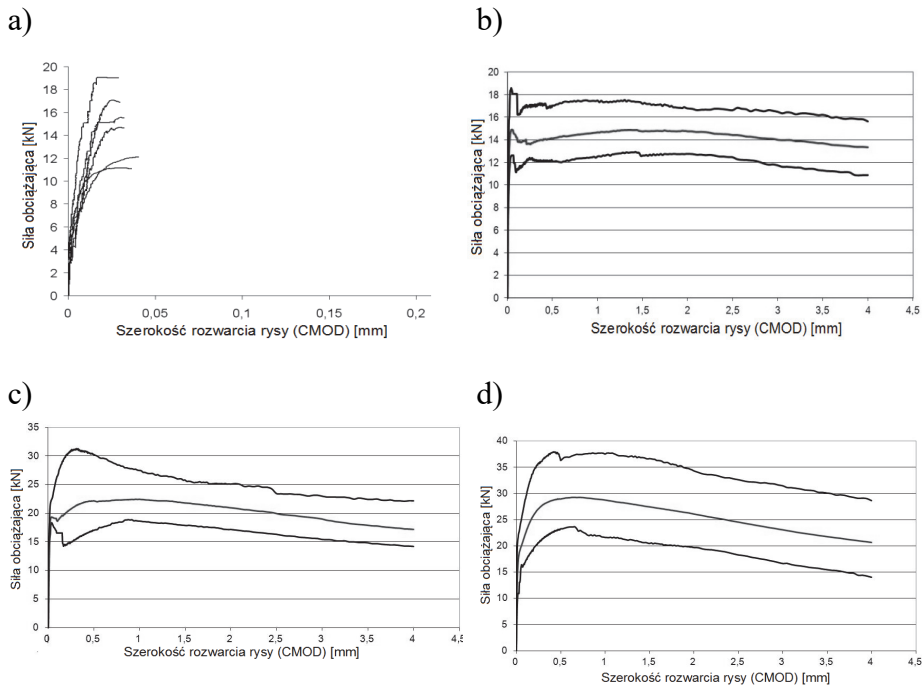 a)
Siła obciążająca [kN]
20
18
16
14
12
10
8
6
4
2
0
0 0,05 0,1 0,15 0,2
Szerokość rozwarcia rysy (CMOD) [mm]
b)
Siła obciążająca [kN]
20
18
16
14
12
10
8
6
4
2
0
0 0,5 1 1,5 2 2,5 3 3,5 4 4,5
Szerokość rozwarcia rysy (CMOD) [mm]
c)
Siła obciążająca [kN]
35
30
25
20
15
10
5
0
0 0,5 1 1,5 2 2,5 3 3,5 4 4,5
Szerokość rozwarcia rysy (CMOD) [mm]
d)
Siła obciążająca [kN]
40
35
30
25
20
15
10
5
0
0 0,5 1 1,5 2 2,5 3 3,5 4 4,5
Szerokość rozwarcia rysy (CMOD) [mm]